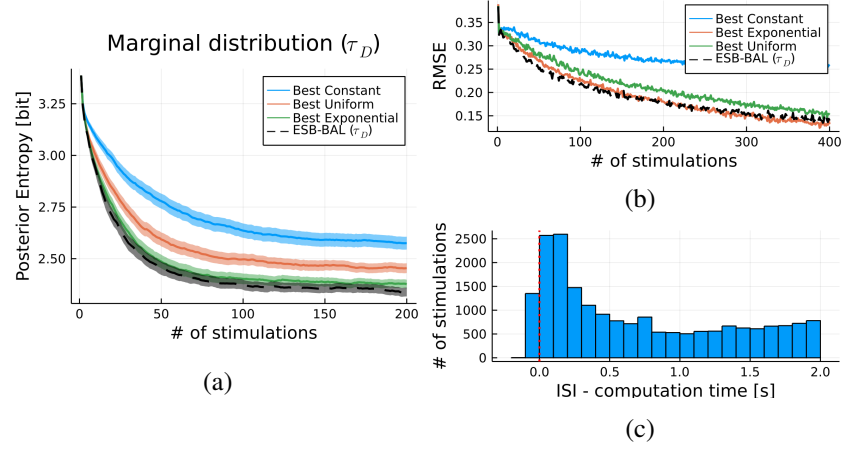 Marginal distribution (τ_D)
Posterior Entropy [bit]
3.25
3.00
2.75
2.50
0
50
100
150
200
# of stimulations
Best Constant
Best Uniform
Best Exponential
ESB-BAL (τ_D)
(a)
RMSE
0.35
0.30
0.25
0.20
0.15
0
100
200
300
400
# of stimulations
Best Constant
Best Exponential
Best Uniform
ESB-BAL (τ_D)
(b)
# of stimulations
2500
2000
1500
1000
500
0
0.0
0.5
1.0
1.5
2.0
ISI - computation time [s]
(c)